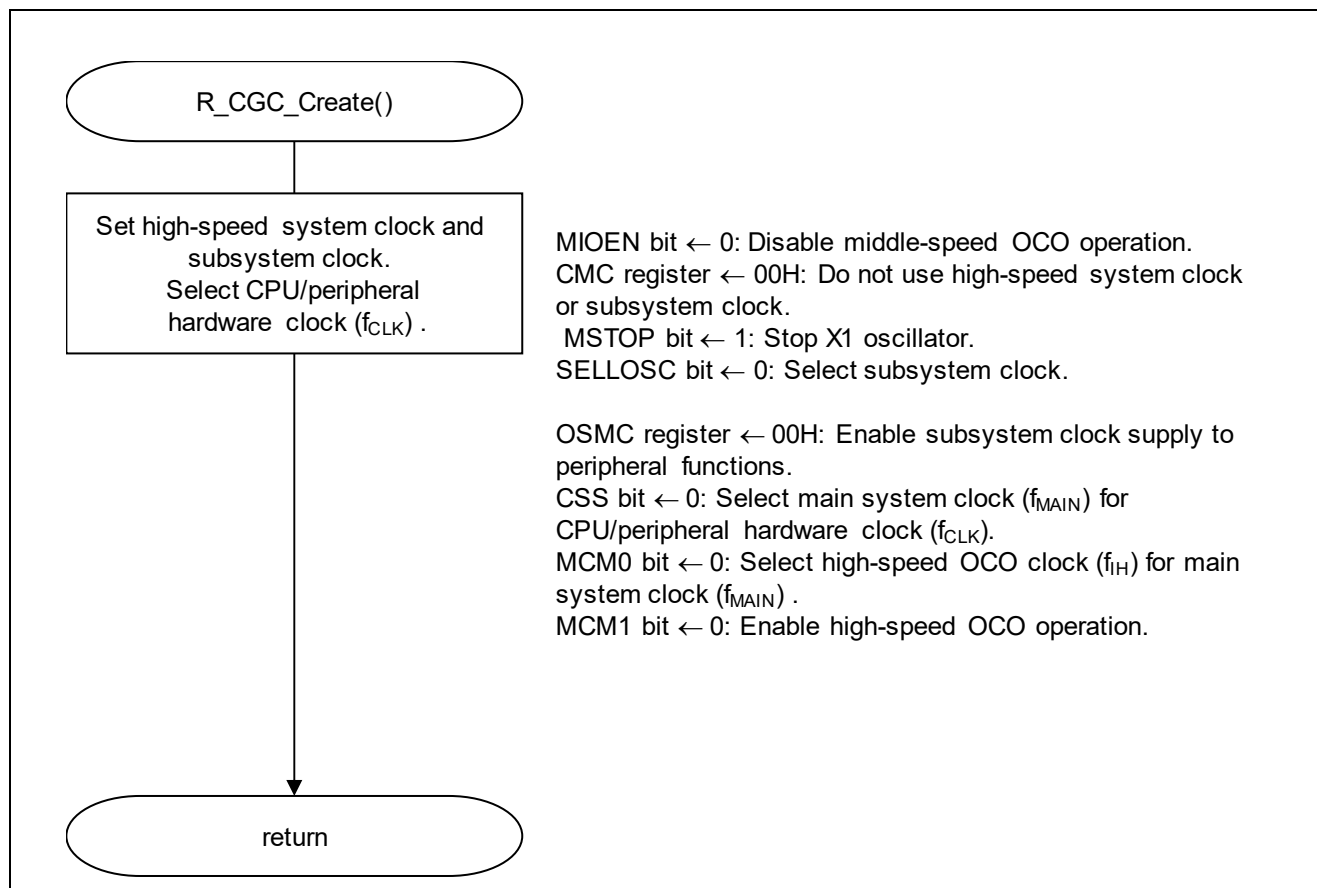 R_CGC_Create()
Set high-speed system clock and
subsystem clock.
Select CPU/peripheral
hardware clock (fCLK) .
MIOEN bit ← 0: Disable middle-speed OCO operation.
CMC register ← 00H: Do not use high-speed system clock
or subsystem clock.
MSTOP bit ← 1: Stop X1 oscillator.
SELLOSC bit ← 0: Select subsystem clock.
OSMC register ← 00H: Enable subsystem clock supply to
peripheral functions.
CSS bit ← 0: Select main system clock (fMAIN) for
CPU/peripheral hardware clock (fCLK).
MCM0 bit ← 0: Select high-speed OCO clock (fIH) for main
system clock (fMAIN) .
MCM1 bit ← 0: Enable high-speed OCO operation.
return